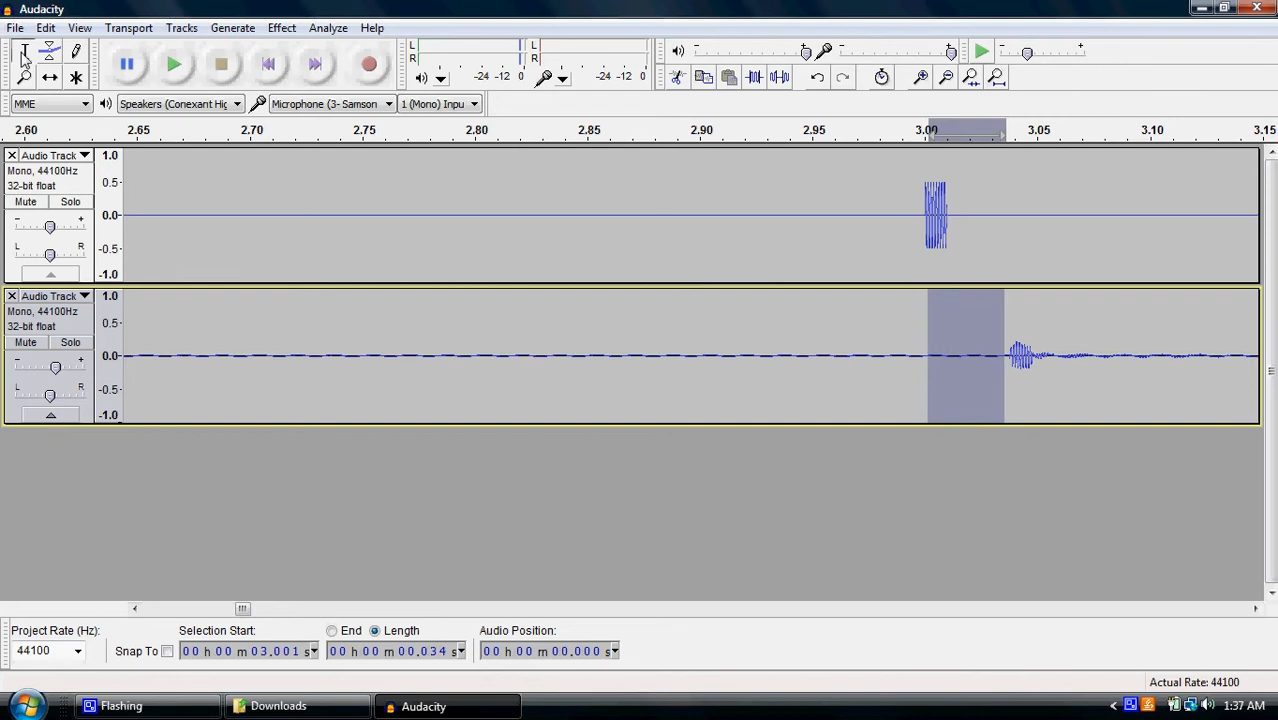 Audacity
File Edit View Transport Tracks Generate Effect Analyze Help
L
R
-24 -12 0
L
R
-24 -12 0
- +
- +
- +
MME
Speakers (Conexant Hig
Microphone (3- Samson
1 (Mono) Inpu
2.60 2.65 2.70 2.75 2.80 2.85 2.90 2.95 3.00 3.05 3.10 3.15
X Audio Track
Mono, 44100Hz
32-bit float
Mute Solo
- +
L R
1.0
0.5
0.0
-0.5
-1.0
X Audio Track
Mono, 44100Hz
32-bit float
Mute Solo
- +
L R
1.0
0.5
0.0
-0.5
-1.0
Project Rate (Hz):
44100
Snap To
Selection Start:
00 h 00 m 03.001 s
End Length
00 h 00 m 00.034 s
Audio Position:
00 h 00 m 00.000 s
Actual Rate: 44100
Flashing
Downloads
Audacity
1:37 AM